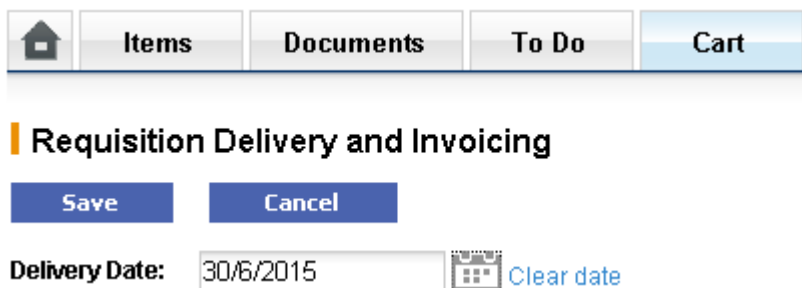 Items Documents To Do Cart
Requisition Delivery and Invoicing
Save Cancel
Delivery Date: 30/6/2015 Clear date